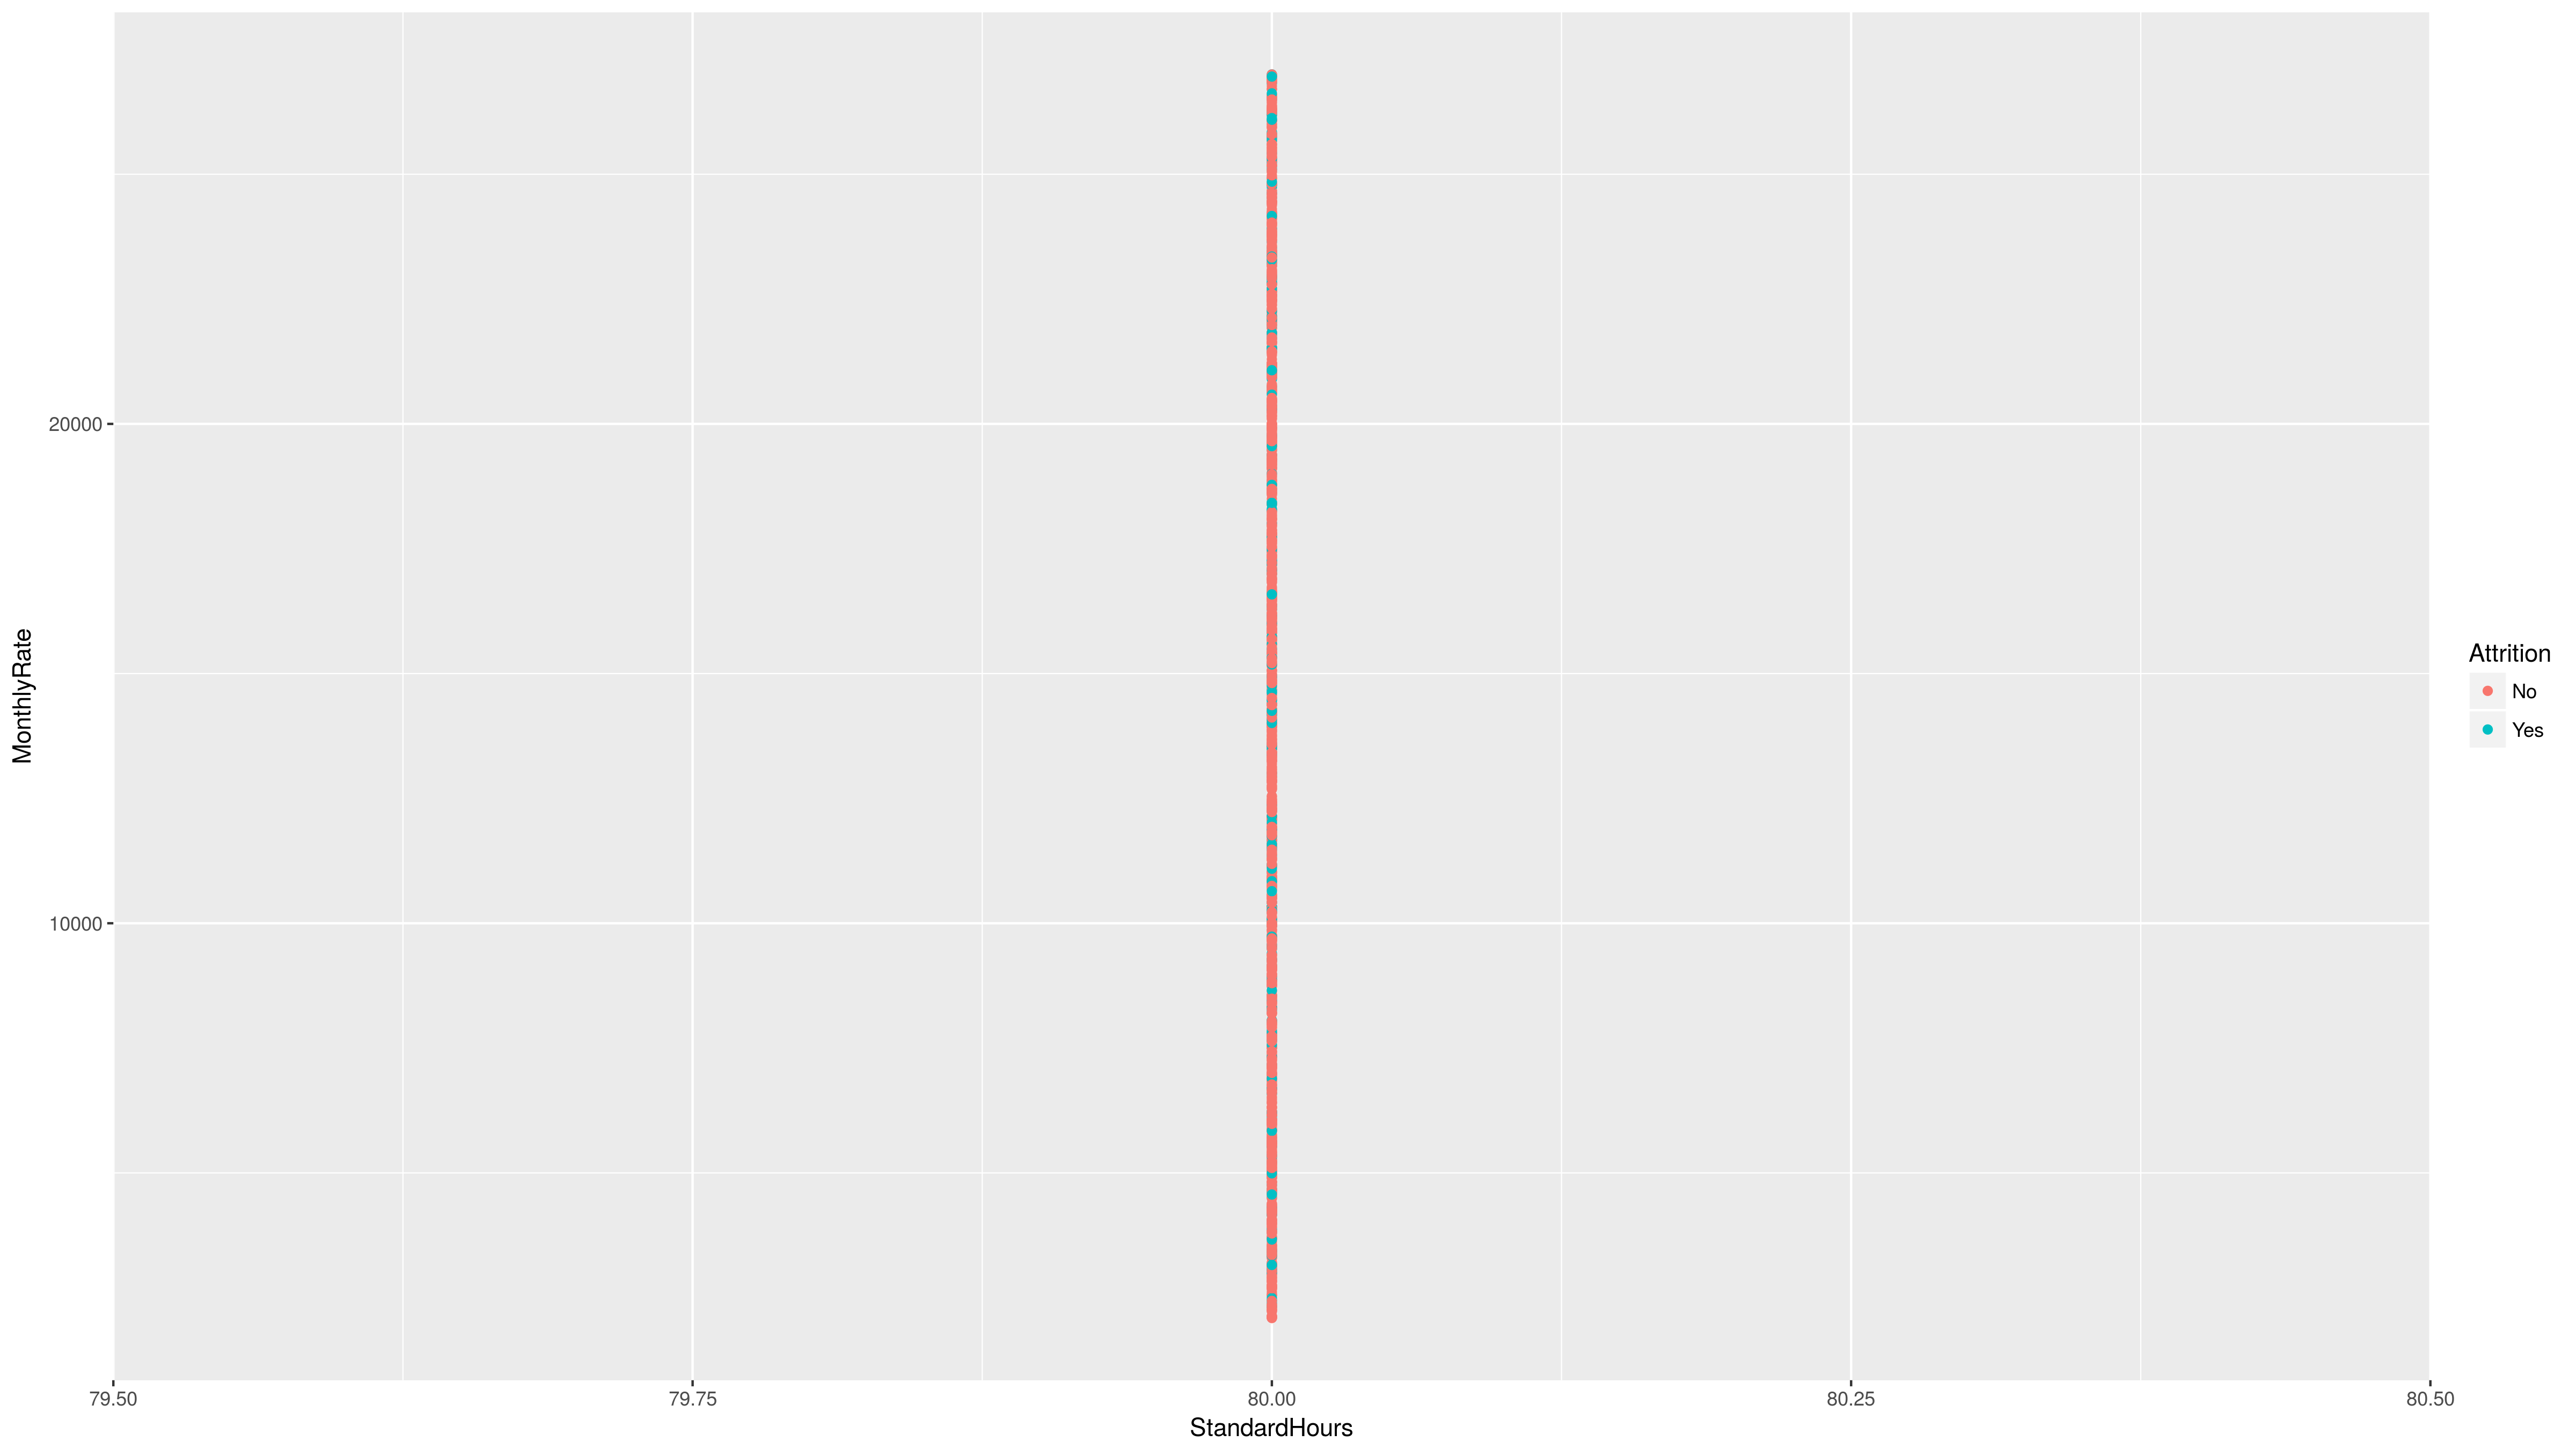 MonthlyRate
20000
10000
79.50
79.75
80.00
80.25
80.50
StandardHours
Attrition
No
Yes